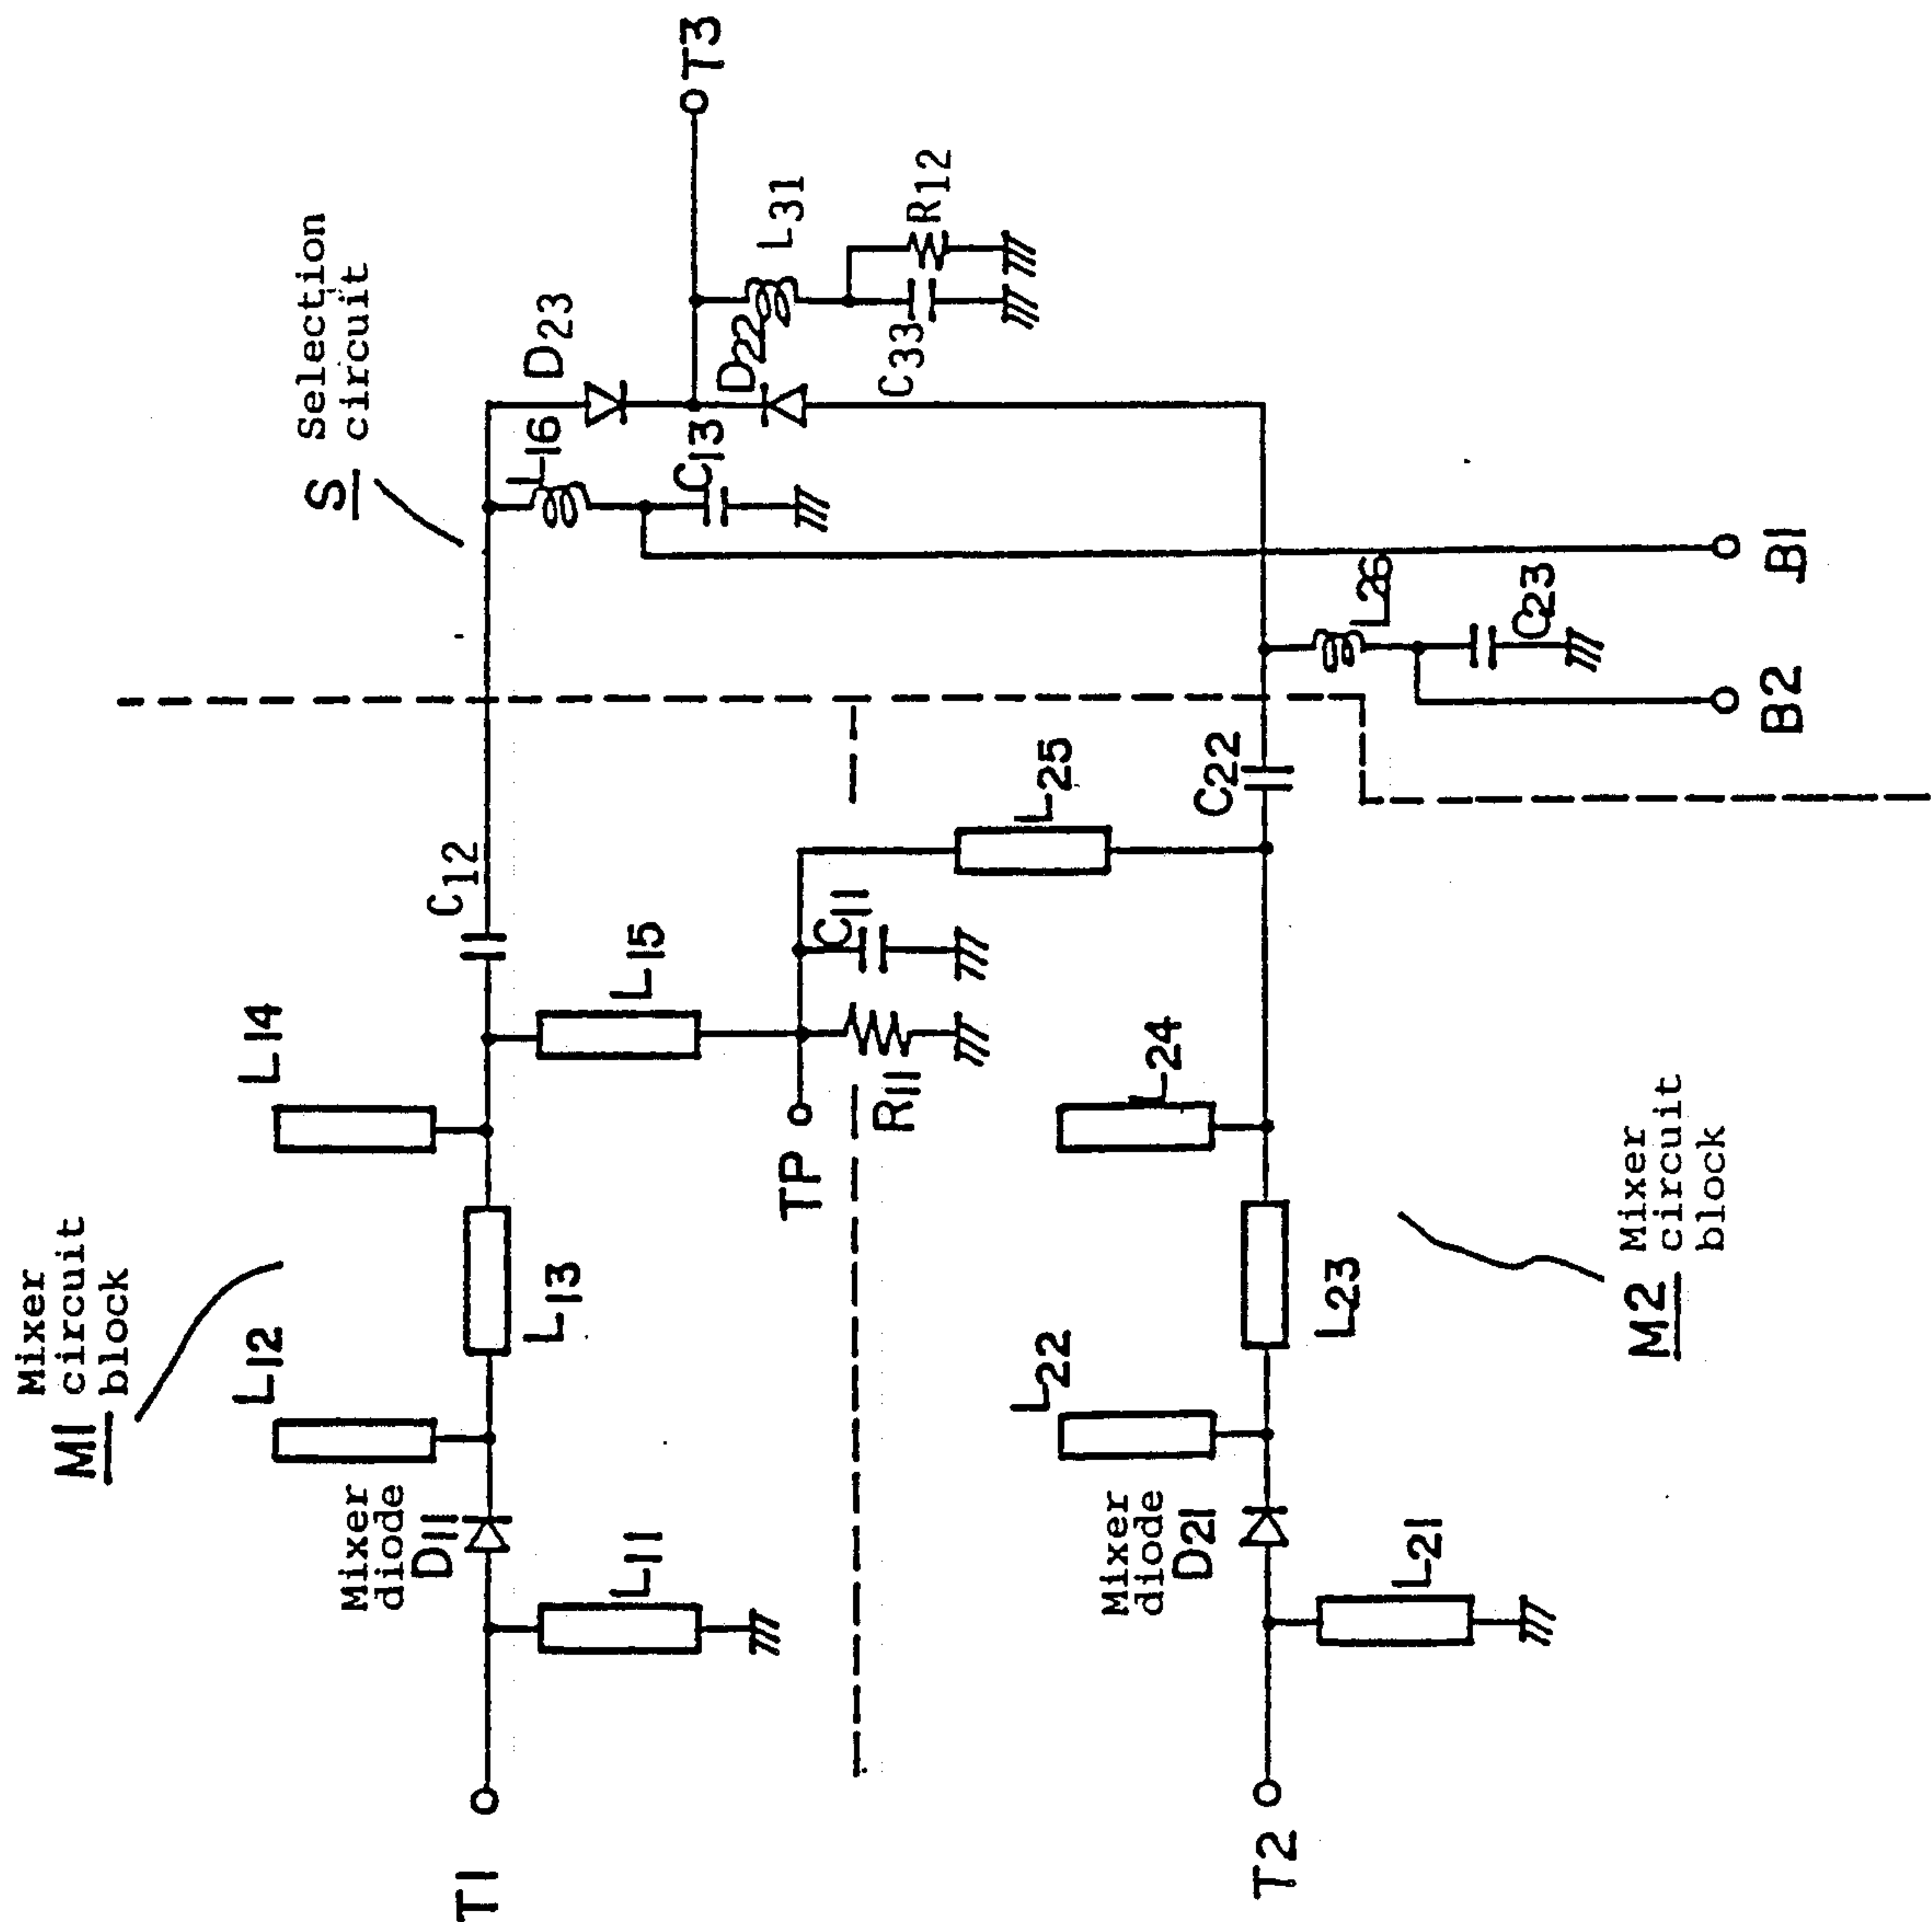 M1 Mixer
circuit
block
L12
L14
Mixer
diode
D11
L11
L13
L15
C12
S Selection
circuit
L16
D23
C13
D22
T3
L31
C33
R12
T1
TP
R11
C11
L25
L22
L24
Mixer
diode
D21
L21
L23
C22
L26
C23
T2
M2 Mixer
circuit
block
B2
B1